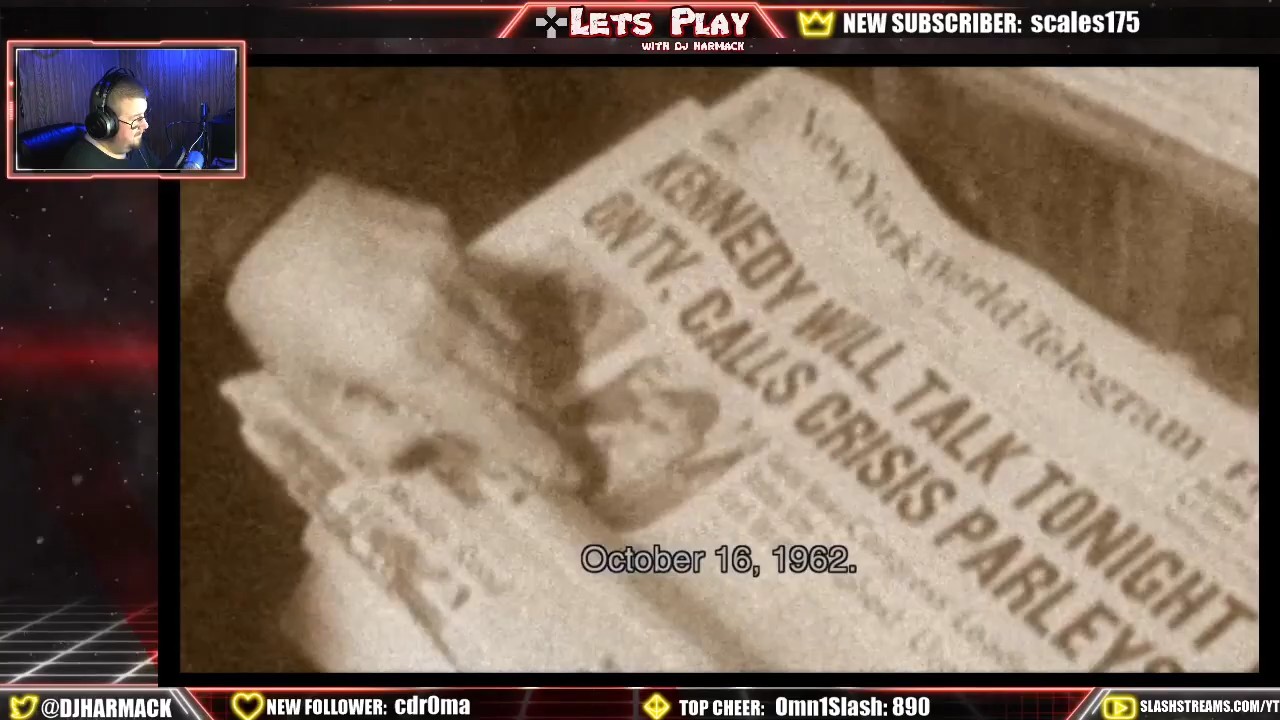 LETS PLAY
WITH DJ HARMACK
NEW SUBSCRIBER: scales175
New York World-Telegram
KENNEDY WILL TALK TONIGHT
ON TV, CALLS CRISIS PARLEYS
October 16, 1962.
@DJHARMACK
NEW FOLLOWER: cdr0ma
TOP CHEER: 0mn1Slash: 890
SLASHSTREAMS.COM/YT